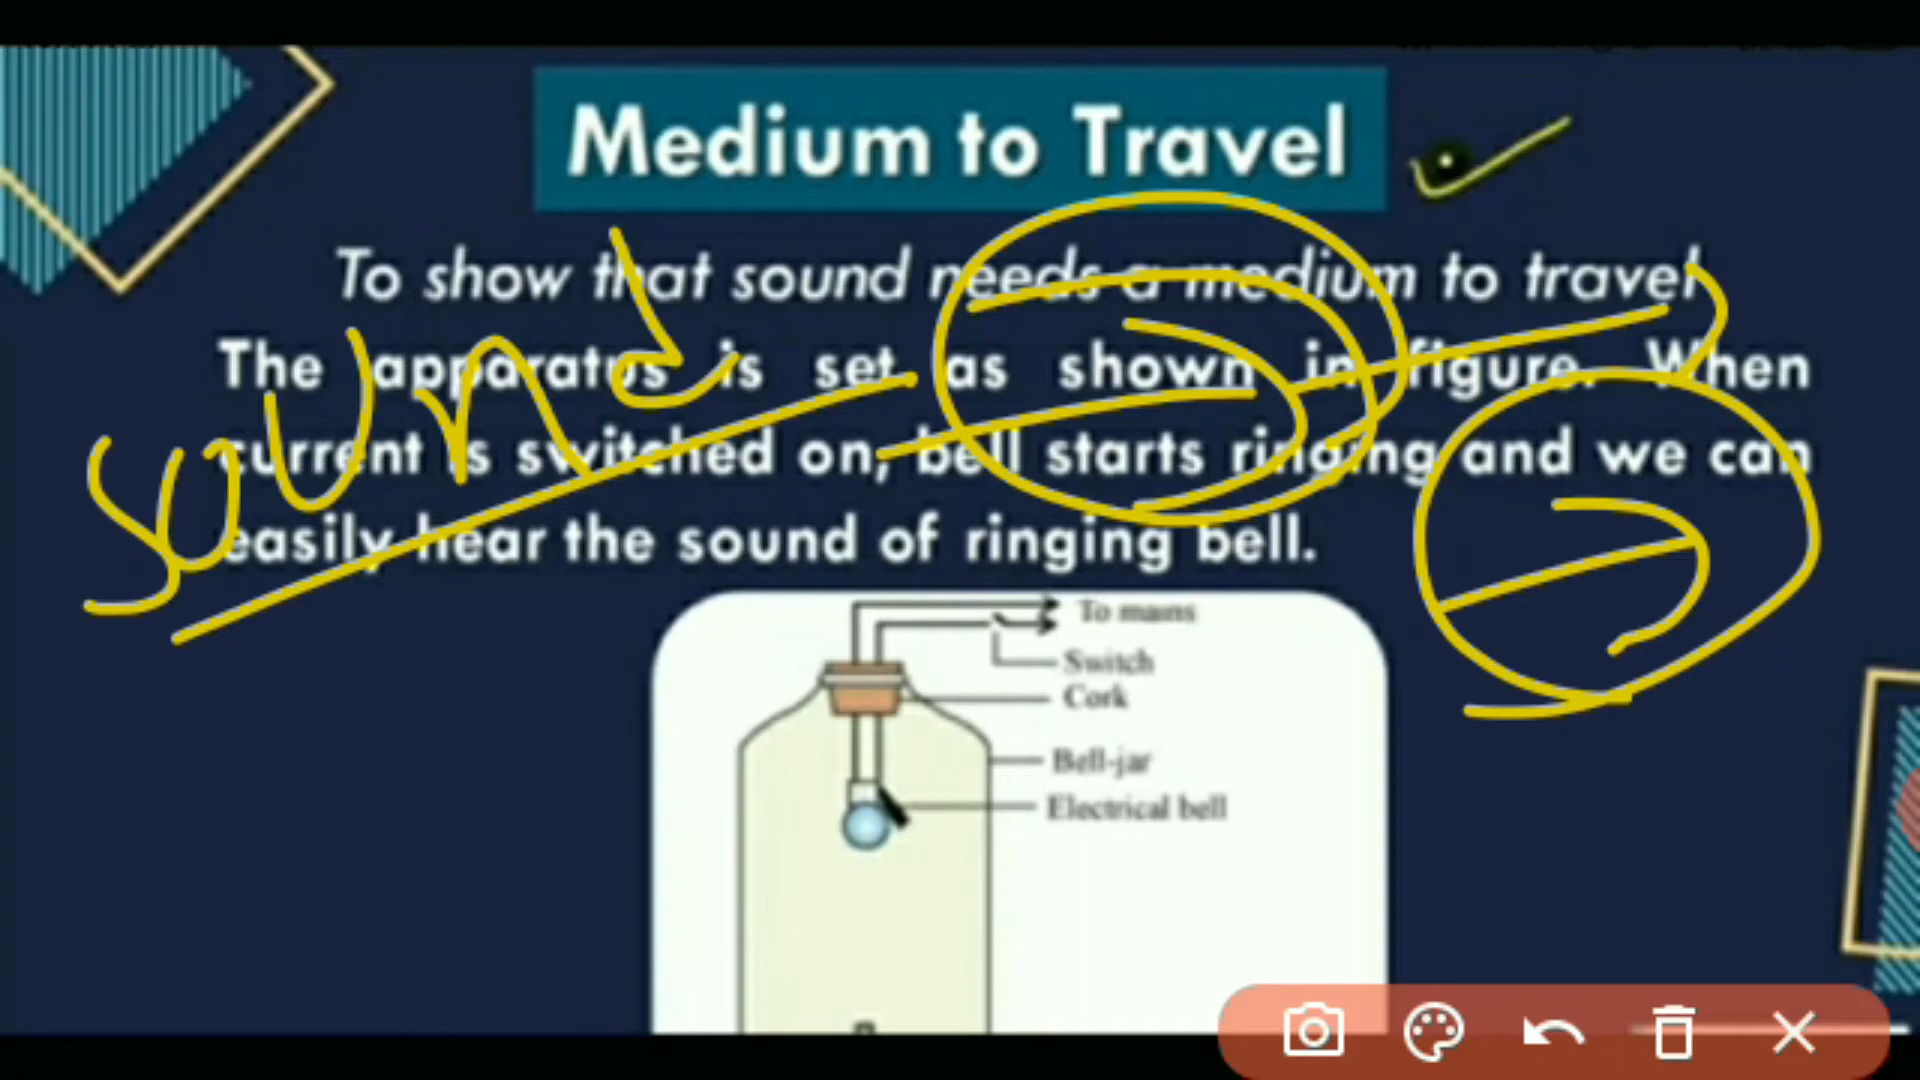 Medium to Travel
To show that sound needs a medium to travel
The apparatus is set as shown in figure. When
current is switched on, bell starts ringing and we can
easily hear the sound of ringing bell.
sound
To mains
Switch
Cork
Bell-jar
Electrical bell